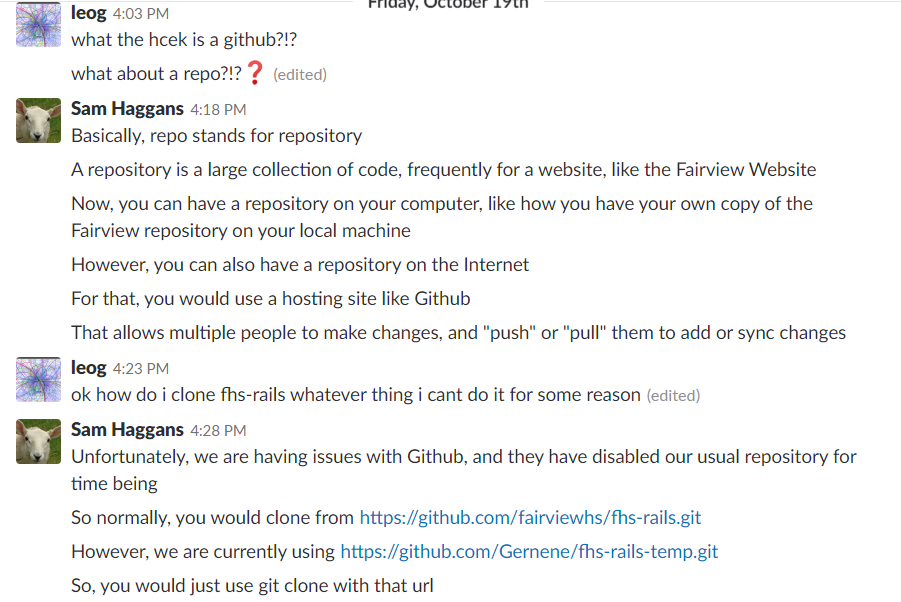 Friday, October 19th
leog 4:03 PM
what the hcek is a github?!?
what about a repo?!? ❓ (edited)
Sam Haggans 4:18 PM
Basically, repo stands for repository
A repository is a large collection of code, frequently for a website, like the Fairview Website
Now, you can have a repository on your computer, like how you have your own copy of the
Fairview repository on your local machine
However, you can also have a repository on the Internet
For that, you would use a hosting site like Github
That allows multiple people to make changes, and "push" or "pull" them to add or sync changes
leog 4:23 PM
ok how do i clone fhs-rails whatever thing i cant do it for some reason (edited)
Sam Haggans 4:28 PM
Unfortunately, we are having issues with Github, and they have disabled our usual repository for
time being
So normally, you would clone from https://github.com/fairviewhs/fhs-rails.git
However, we are currently using https://github.com/Gernene/fhs-rails-temp.git
So, you would just use git clone with that url